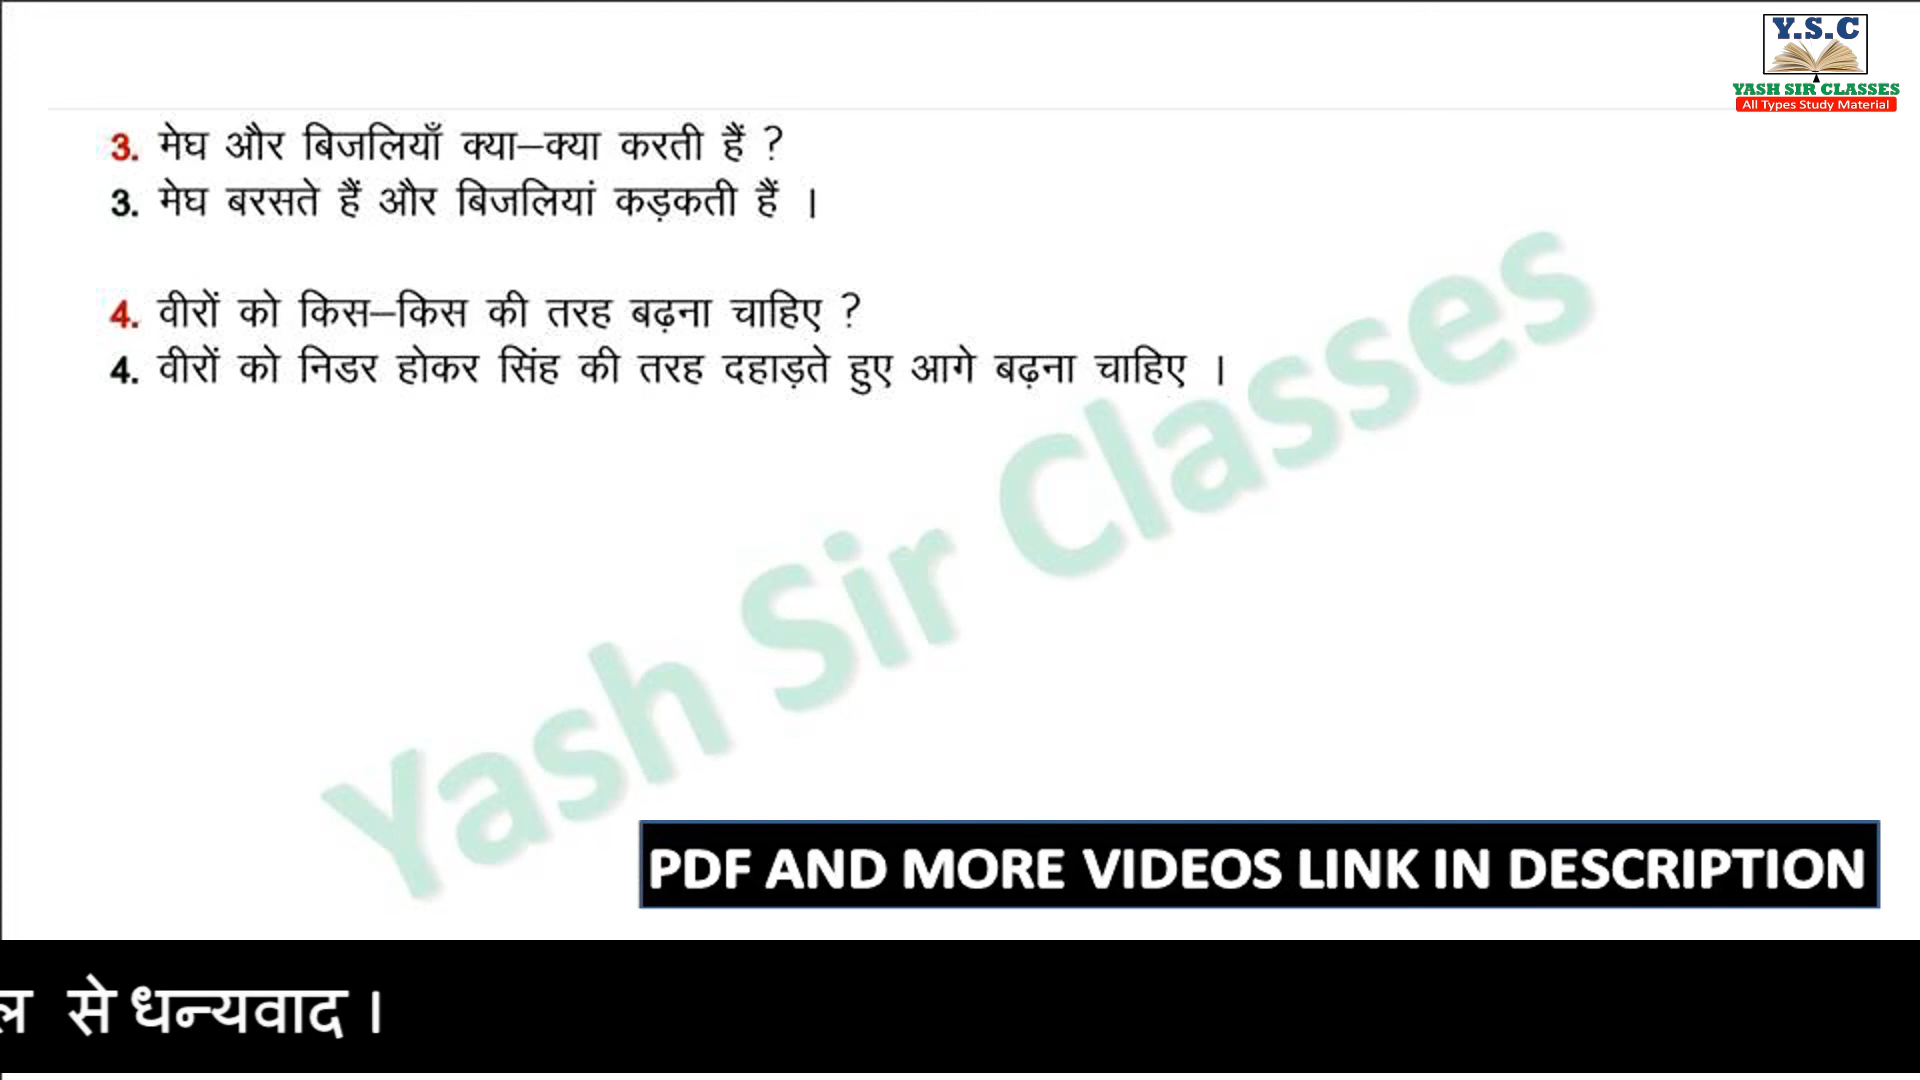 Y.S.C
YASH SIR CLASSES
All Types Study Material
3. मेघ और बिजलियाँ क्या–क्या करती हैं ?
3. मेघ बरसते हैं और बिजलियां कड़कती हैं ।
4. वीरों को किस–किस की तरह बढ़ना चाहिए ?
4. वीरों को निडर होकर सिंह की तरह दहाड़ते हुए आगे बढ़ना चाहिए ।
Yash Sir Classes
PDF AND MORE VIDEOS LINK IN DESCRIPTION
से धन्यवाद ।